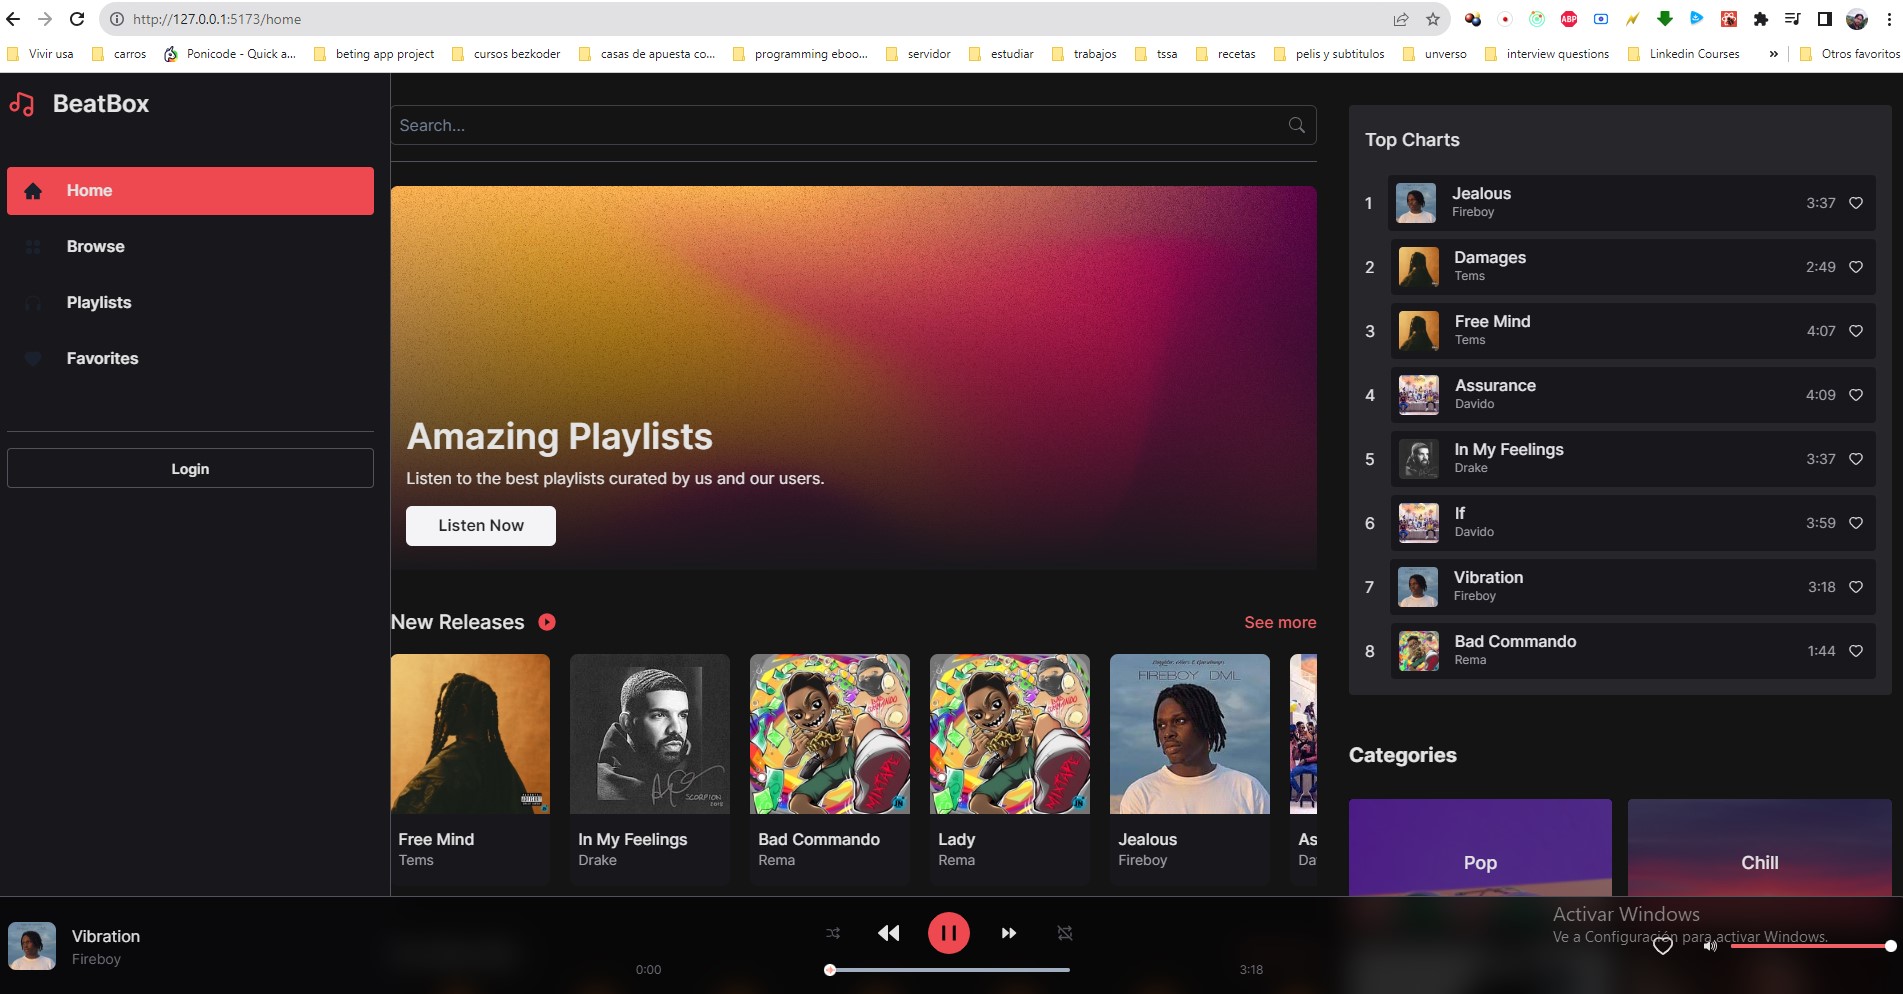 http://127.0.0.1:5173/home
ABP
Vivir usa
carros
Ponicode - Quick a...
beting app project
cursos bezkoder
casas de apuesta co...
programming eboo...
servidor
estudiar
trabajos
tssa
recetas
pelis y subtitulos
unverso
interview questions
Linkedin Courses
»
Otros favoritos
BeatBox
Home
Browse
Playlists
Favorites
Login
Search...
Amazing Playlists
Listen to the best playlists curated by us and our users.
Listen Now
New Releases
See more
FIREBOY DML
SCORPION
MIXTAPE
MIXTAPE
Free Mind
Tems
In My Feelings
Drake
Bad Commando
Rema
Lady
Rema
Jealous
Fireboy
As
Da
Top Charts
1 Jealous 3:37
Fireboy
2 Damages 2:49
Tems
3 Free Mind 4:07
Tems
4 Assurance 4:09
Davido
5 In My Feelings 3:37
Drake
6 If 3:59
Davido
7 Vibration 3:18
Fireboy
8 Bad Commando 1:44
Rema
Categories
Pop
Chill
Vibration
Fireboy
0:00
3:18
Activar Windows
Ve a Configuración para activar Windows.